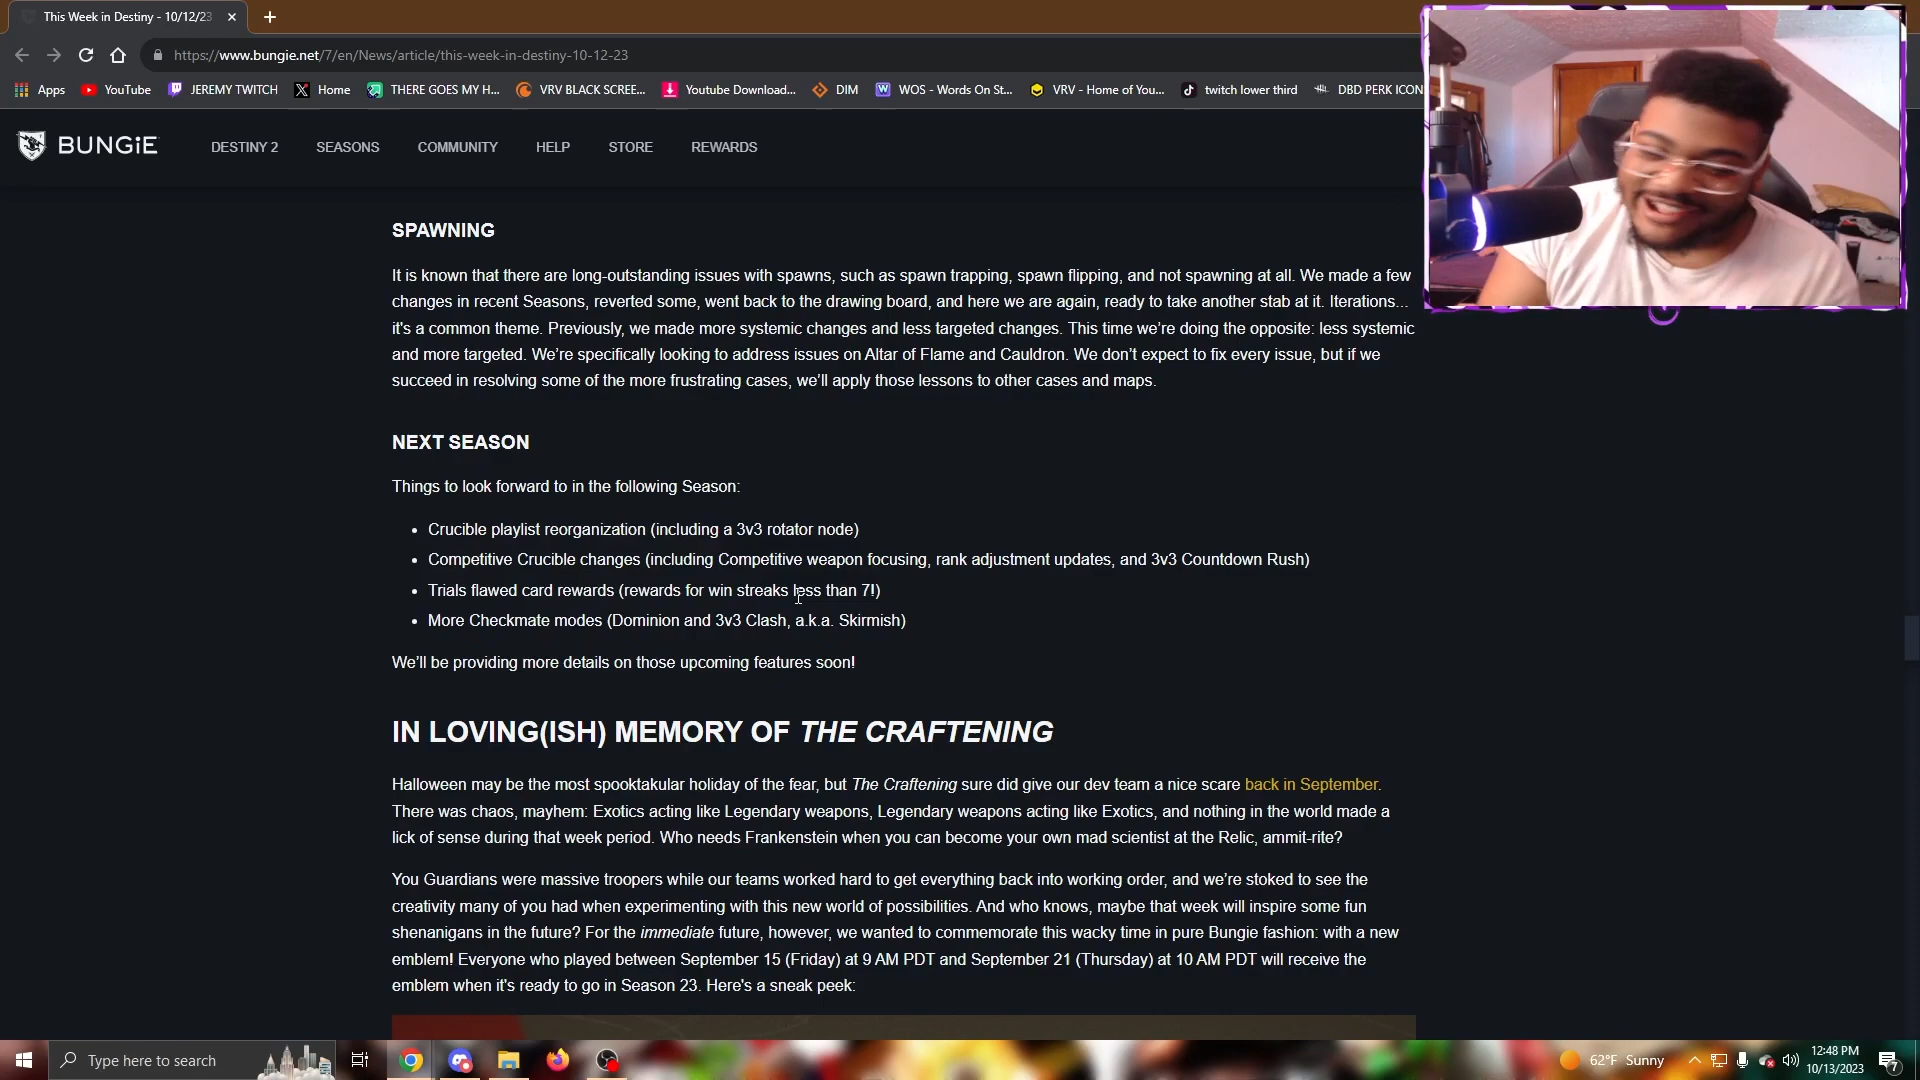 This Week in Destiny - 10/12/23
https://www.bungie.net/7/en/News/article/this-week-in-destiny-10-12-23
Apps YouTube JEREMY TWITCH Home THERE GOES MY H... VRV BLACK SCREE... Youtube Download... DIM WOS - Words On St... VRV - Home of You... twitch lower third DBD PERK ICON
BUNGiE DESTINY 2 SEASONS COMMUNITY HELP STORE REWARDS
SPAWNING
It is known that there are long-outstanding issues with spawns, such as spawn trapping, spawn flipping, and not spawning at all. We made a few
changes in recent Seasons, reverted some, went back to the drawing board, and here we are again, ready to take another stab at it. Iterations...
it's a common theme. Previously, we made more systemic changes and less targeted changes. This time we’re doing the opposite: less systemic
and more targeted. We’re specifically looking to address issues on Altar of Flame and Cauldron. We don’t expect to fix every issue, but if we
succeed in resolving some of the more frustrating cases, we’ll apply those lessons to other cases and maps.
NEXT SEASON
Things to look forward to in the following Season:
• Crucible playlist reorganization (including a 3v3 rotator node)
• Competitive Crucible changes (including Competitive weapon focusing, rank adjustment updates, and 3v3 Countdown Rush)
• Trials flawed card rewards (rewards for win streaks less than 7!)
• More Checkmate modes (Dominion and 3v3 Clash, a.k.a. Skirmish)
We’ll be providing more details on those upcoming features soon!
IN LOVING(ISH) MEMORY OF THE CRAFTENING
Halloween may be the most spooktakular holiday of the fear, but The Craftening sure did give our dev team a nice scare back in September.
There was chaos, mayhem: Exotics acting like Legendary weapons, Legendary weapons acting like Exotics, and nothing in the world made a
lick of sense during that week period. Who needs Frankenstein when you can become your own mad scientist at the Relic, ammit-rite?
You Guardians were massive troopers while our teams worked hard to get everything back into working order, and we’re stoked to see the
creativity many of you had when experimenting with this new world of possibilities. And who knows, maybe that week will inspire some fun
shenanigans in the future? For the immediate future, however, we wanted to commemorate this wacky time in pure Bungie fashion: with a new
emblem! Everyone who played between September 15 (Friday) at 9 AM PDT and September 21 (Thursday) at 10 AM PDT will receive the
emblem when it's ready to go in Season 23. Here's a sneak peek:
Type here to search
62°F Sunny
12:48 PM
10/13/2023
7